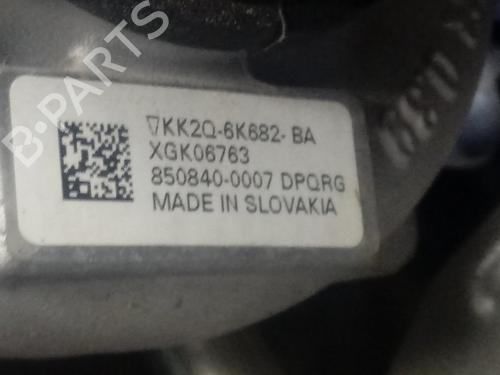 B-PARTS
▽KK2Q-6K682- BA
XGK06763
850840-0007 DPQRG
MADE IN SLOVAKIA